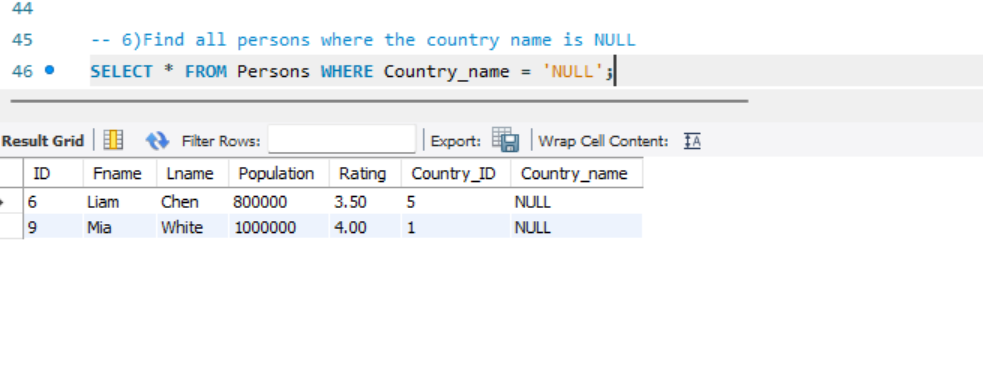 44
45 -- 6)Find all persons where the country name is NULL
46 SELECT * FROM Persons WHERE Country_name = 'NULL';
Result Grid Filter Rows: Export: Wrap Cell Content: IA
ID Fname Lname Population Rating Country_ID Country_name
6 Liam Chen 800000 3.50 5 NULL
9 Mia White 1000000 4.00 1 NULL